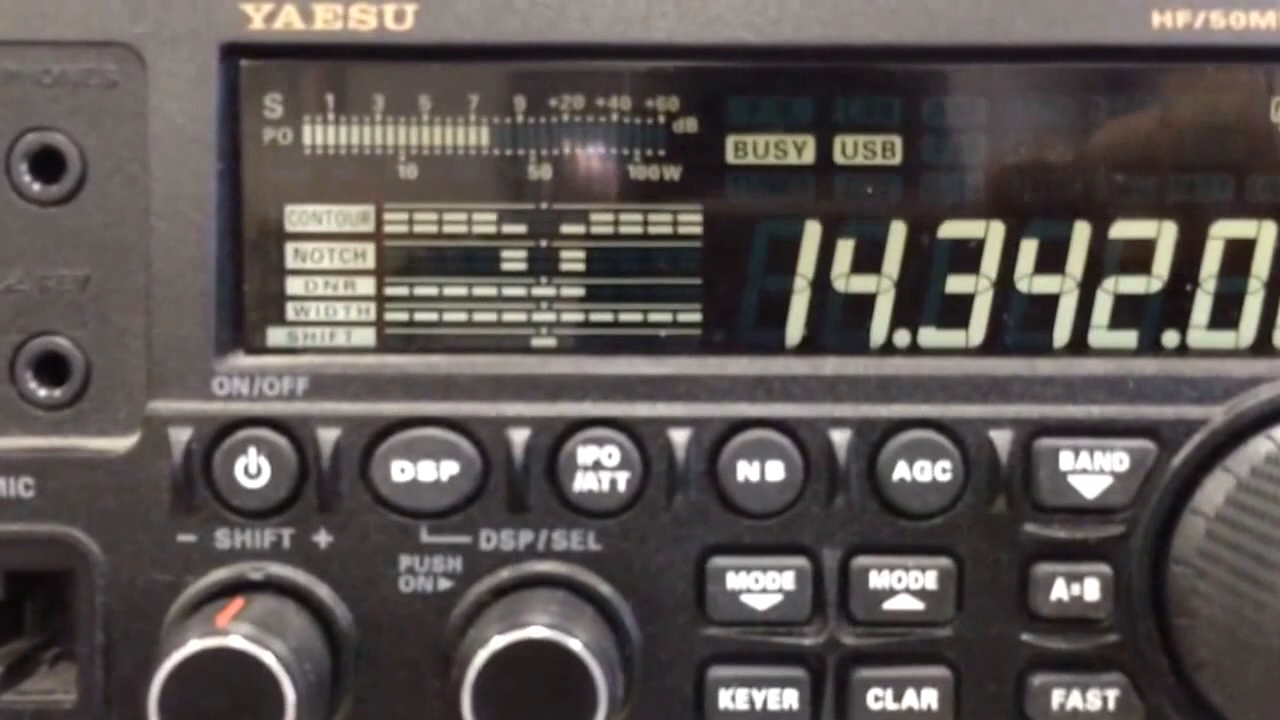 YAESU
HF/50M
PHONES
S 1 3 5 7 9 +20 +40 +60
PO dB
10 50 100W
BUSY USB
CONTOUR
NOTCH
DNR
WIDTH
SHIFT
14.342.0
KEY
ON/OFF
DSP IPO /ATT NB AGC BAND
MIC
- SHIFT + DSP/SEL
PUSH ON▶
MODE MODE A=B
KEYER CLAR FAST